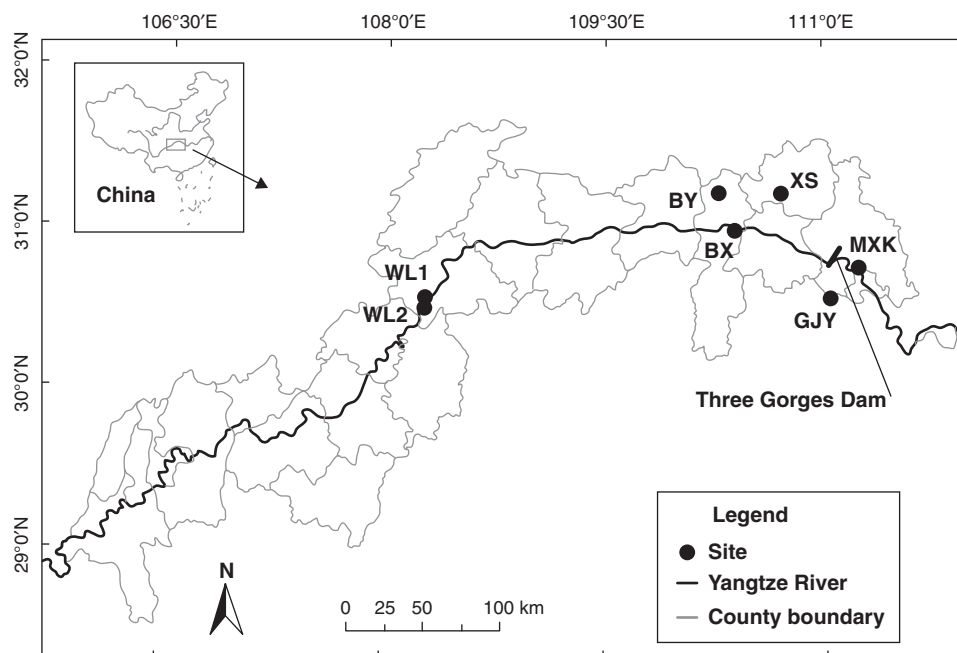 106°30′E 108°0′E 109°30′E 111°0′E
32°0′N
31°0′N
30°0′N
29°0′N
China
BY
XS
BX
MXK
WL1
WL2
GJY
Three Gorges Dam
N
0 25 50 100 km
Legend
Site
Yangtze River
County boundary